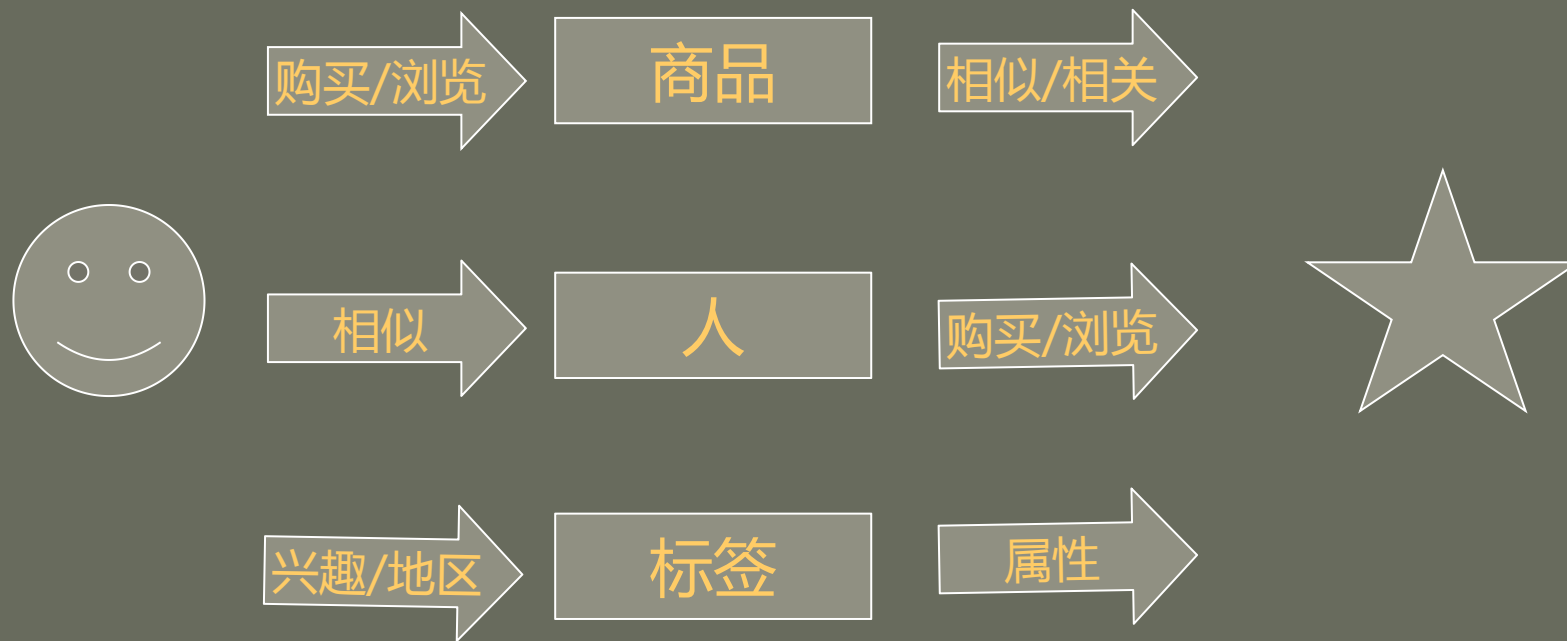 购买/浏览
商品
相似/相关
相似
人
购买/浏览
兴趣/地区
标签
属性